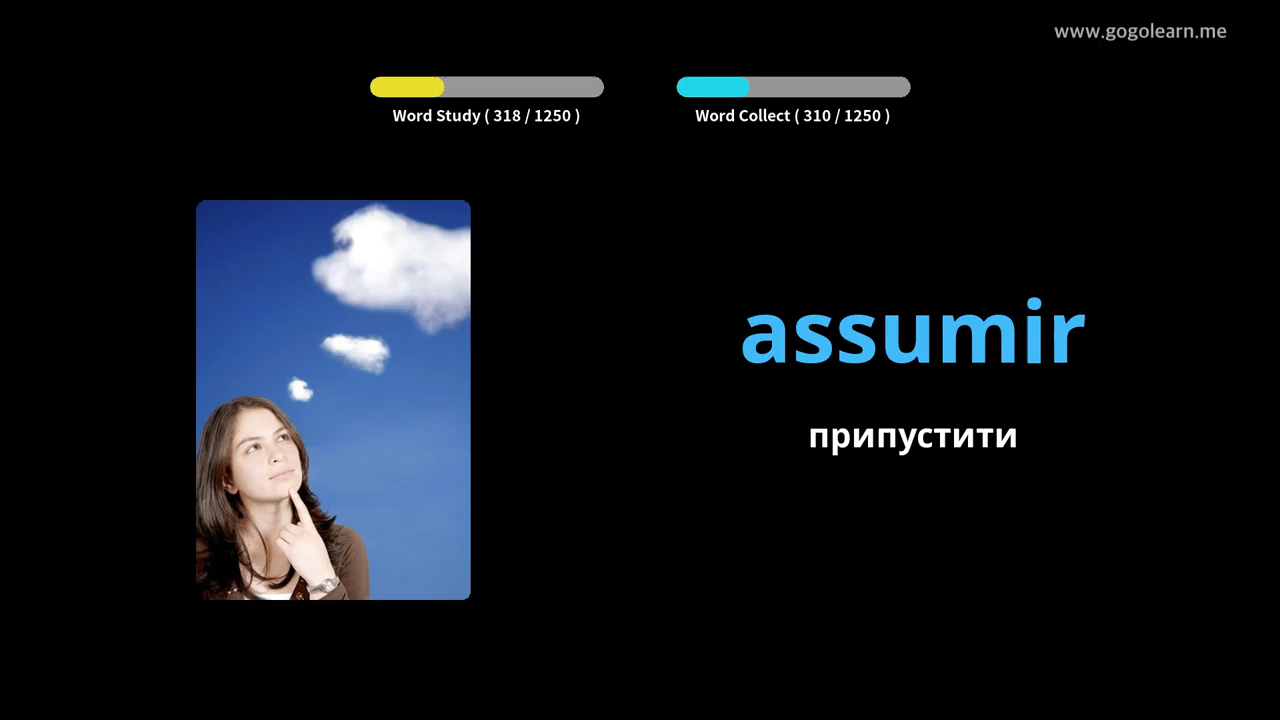 www.gogolearn.me
Word Study ( 318 / 1250 )
Word Collect ( 310 / 1250 )
assumir
припустити